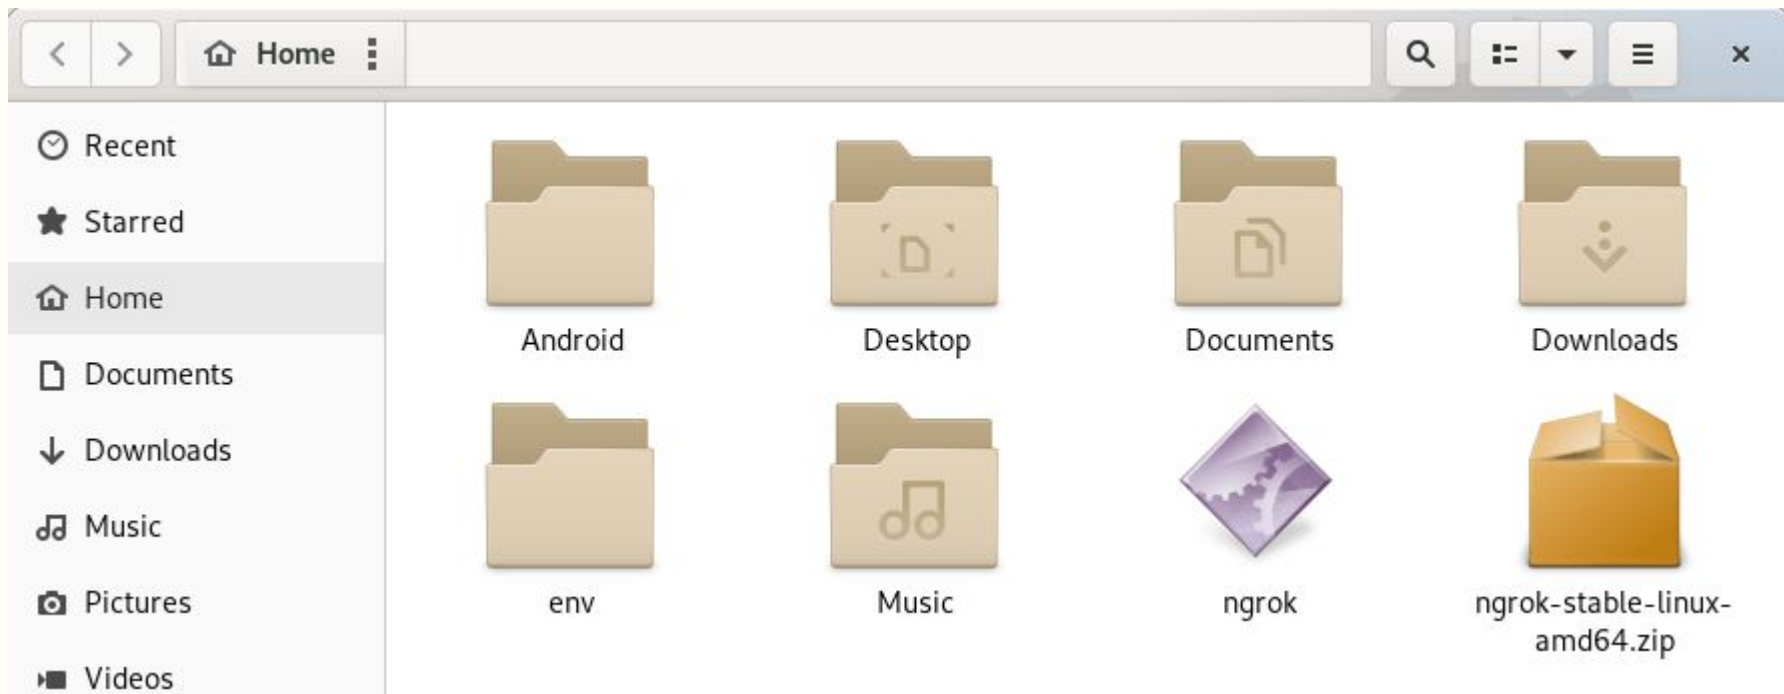 Home
Recent
Starred
Home
Documents
Downloads
Music
Pictures
Videos
Android
Desktop
Documents
Downloads
env
Music
ngrok
ngrok-stable-linux-
amd64.zip